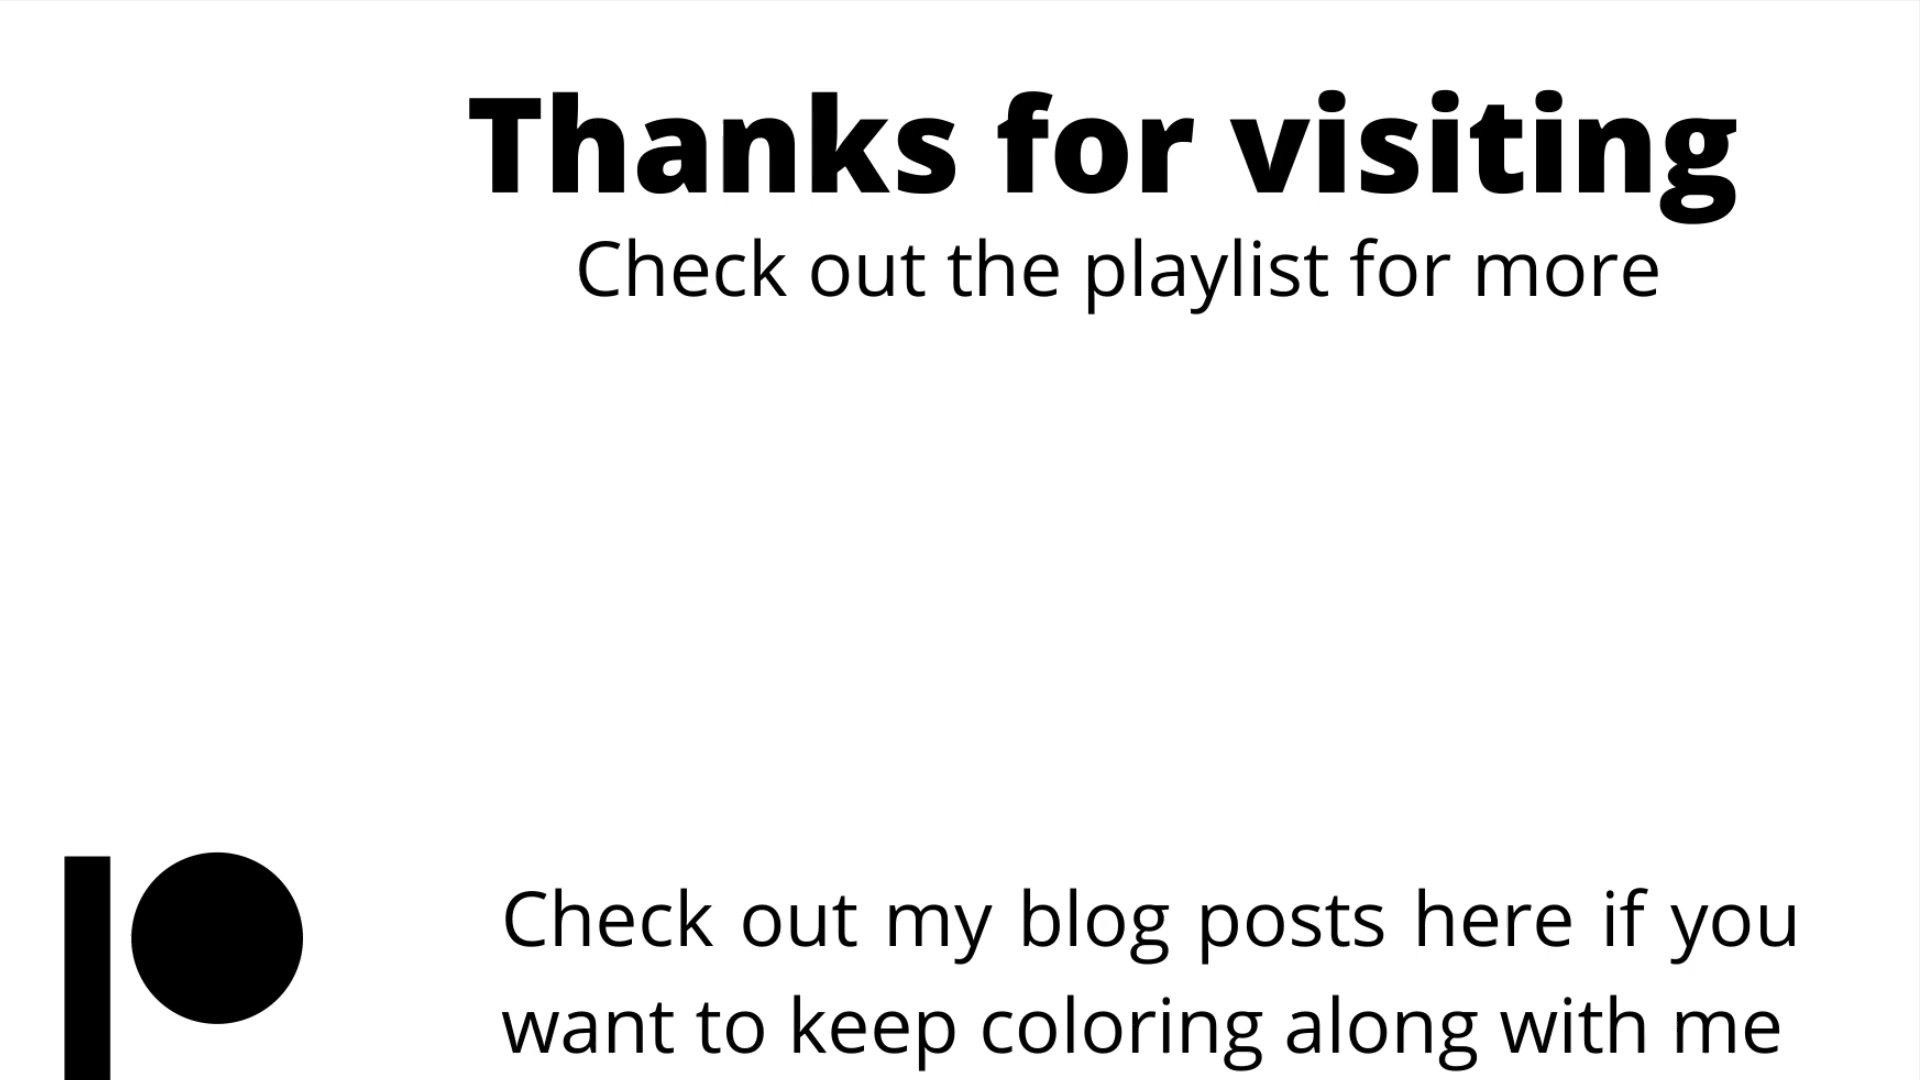 Thanks for visiting
Check out the playlist for more
Check out my blog posts here if you
want to keep coloring along with me